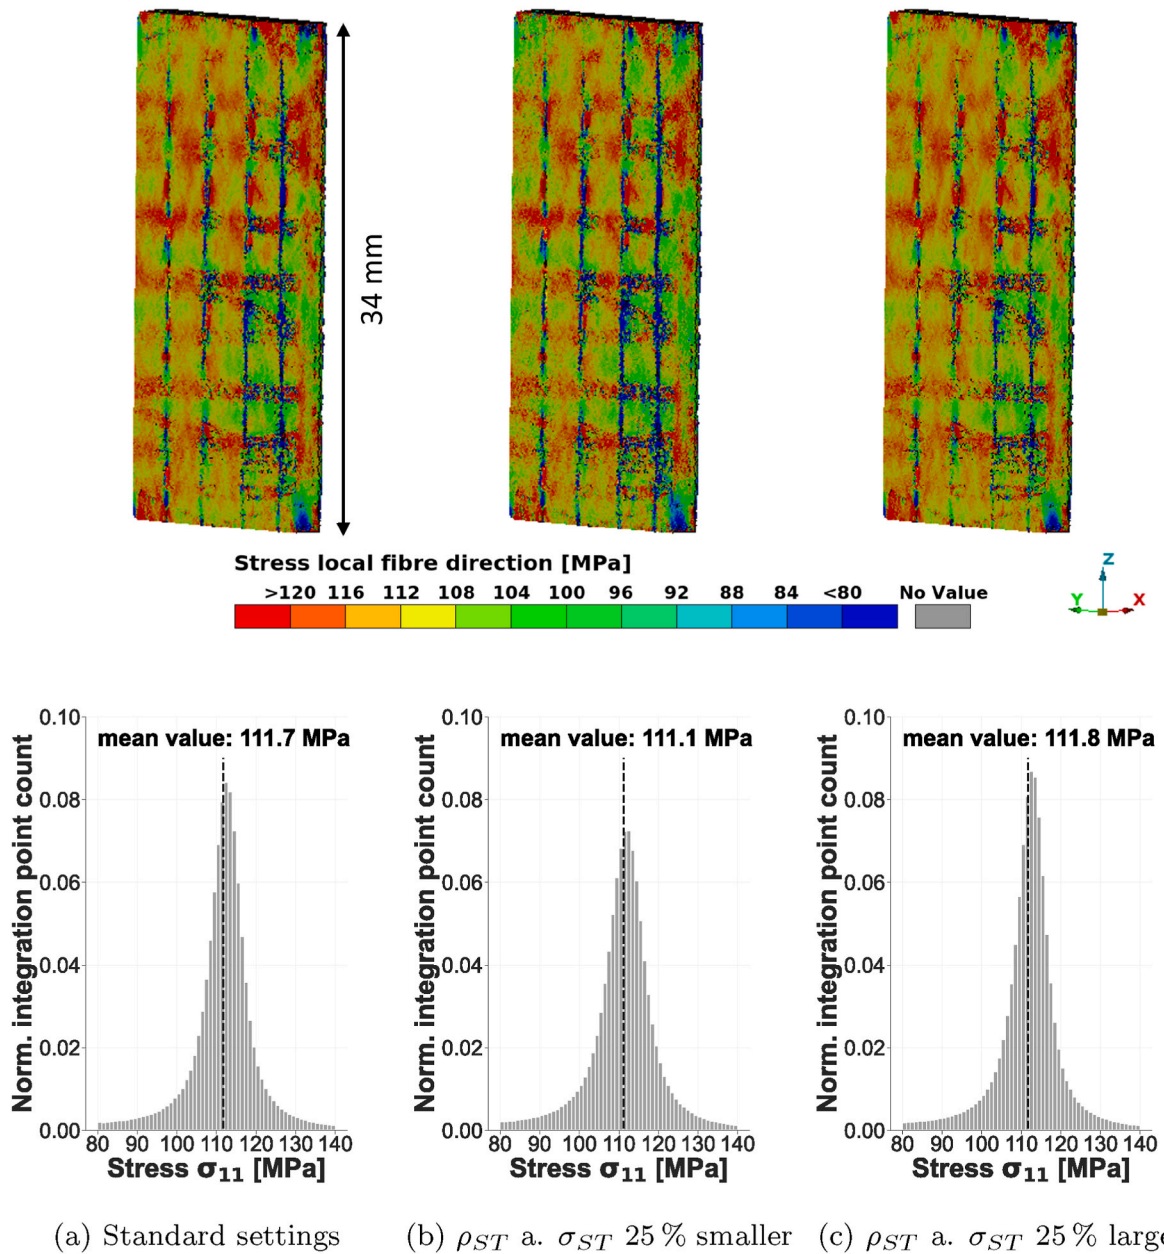 34 mm
Stress local fibre direction [MPa]
>120 116 112 108 104 100 96 92 88 84 <80 No Value
Z
Y X
mean value: 111.7 MPa
Norm. integration point count
0.10
0.08
0.06
0.04
0.02
0.00
80 90 100 110 120 130 140
Stress σ11 [MPa]
(a) Standard settings
mean value: 111.1 MPa
Norm. integration point count
0.10
0.08
0.06
0.04
0.02
0.00
80 90 100 110 120 130 140
Stress σ11 [MPa]
(b) ρST a. σST 25 % smaller
mean value: 111.8 MPa
Norm. integration point count
0.10
0.08
0.06
0.04
0.02
0.00
80 90 100 110 120 130 140
Stress σ11 [MPa]
(c) ρST a. σST 25 % large